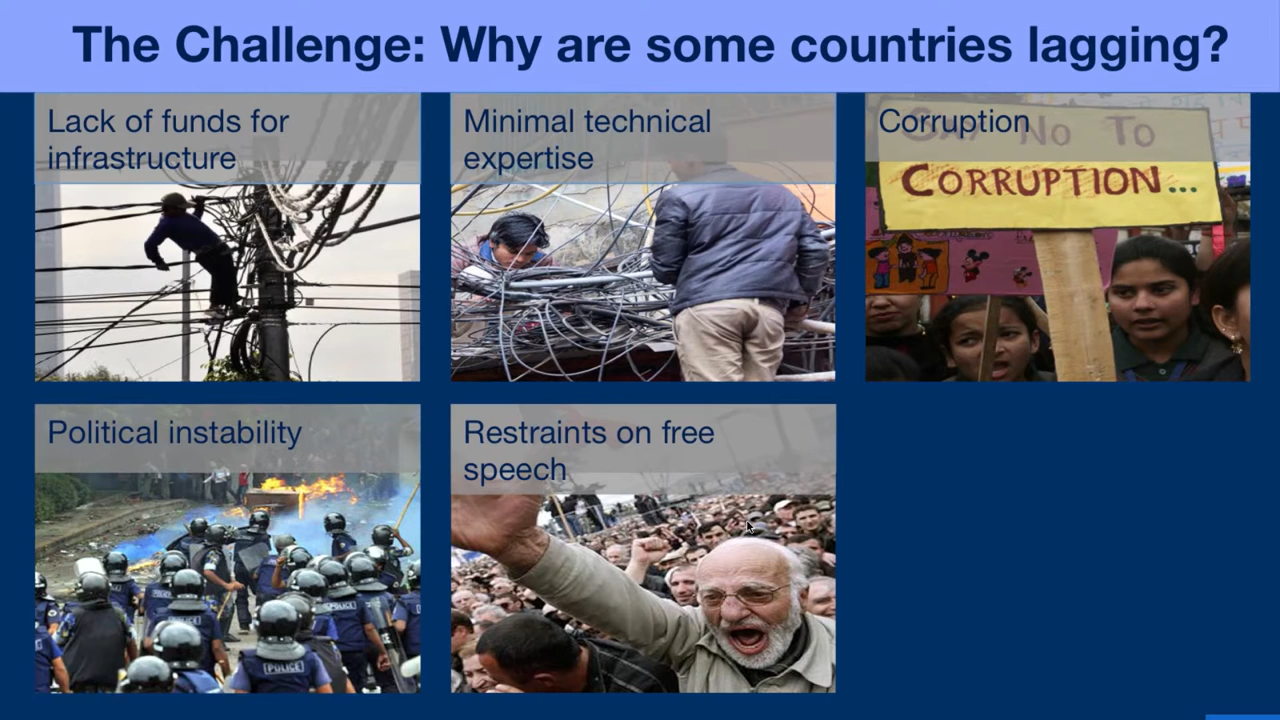 The Challenge: Why are some countries lagging?
Lack of funds for
infrastructure
Minimal technical
expertise
Corruption
Say No To
CORRUPTION...
Political instability
Restraints on free
speech
POLICE